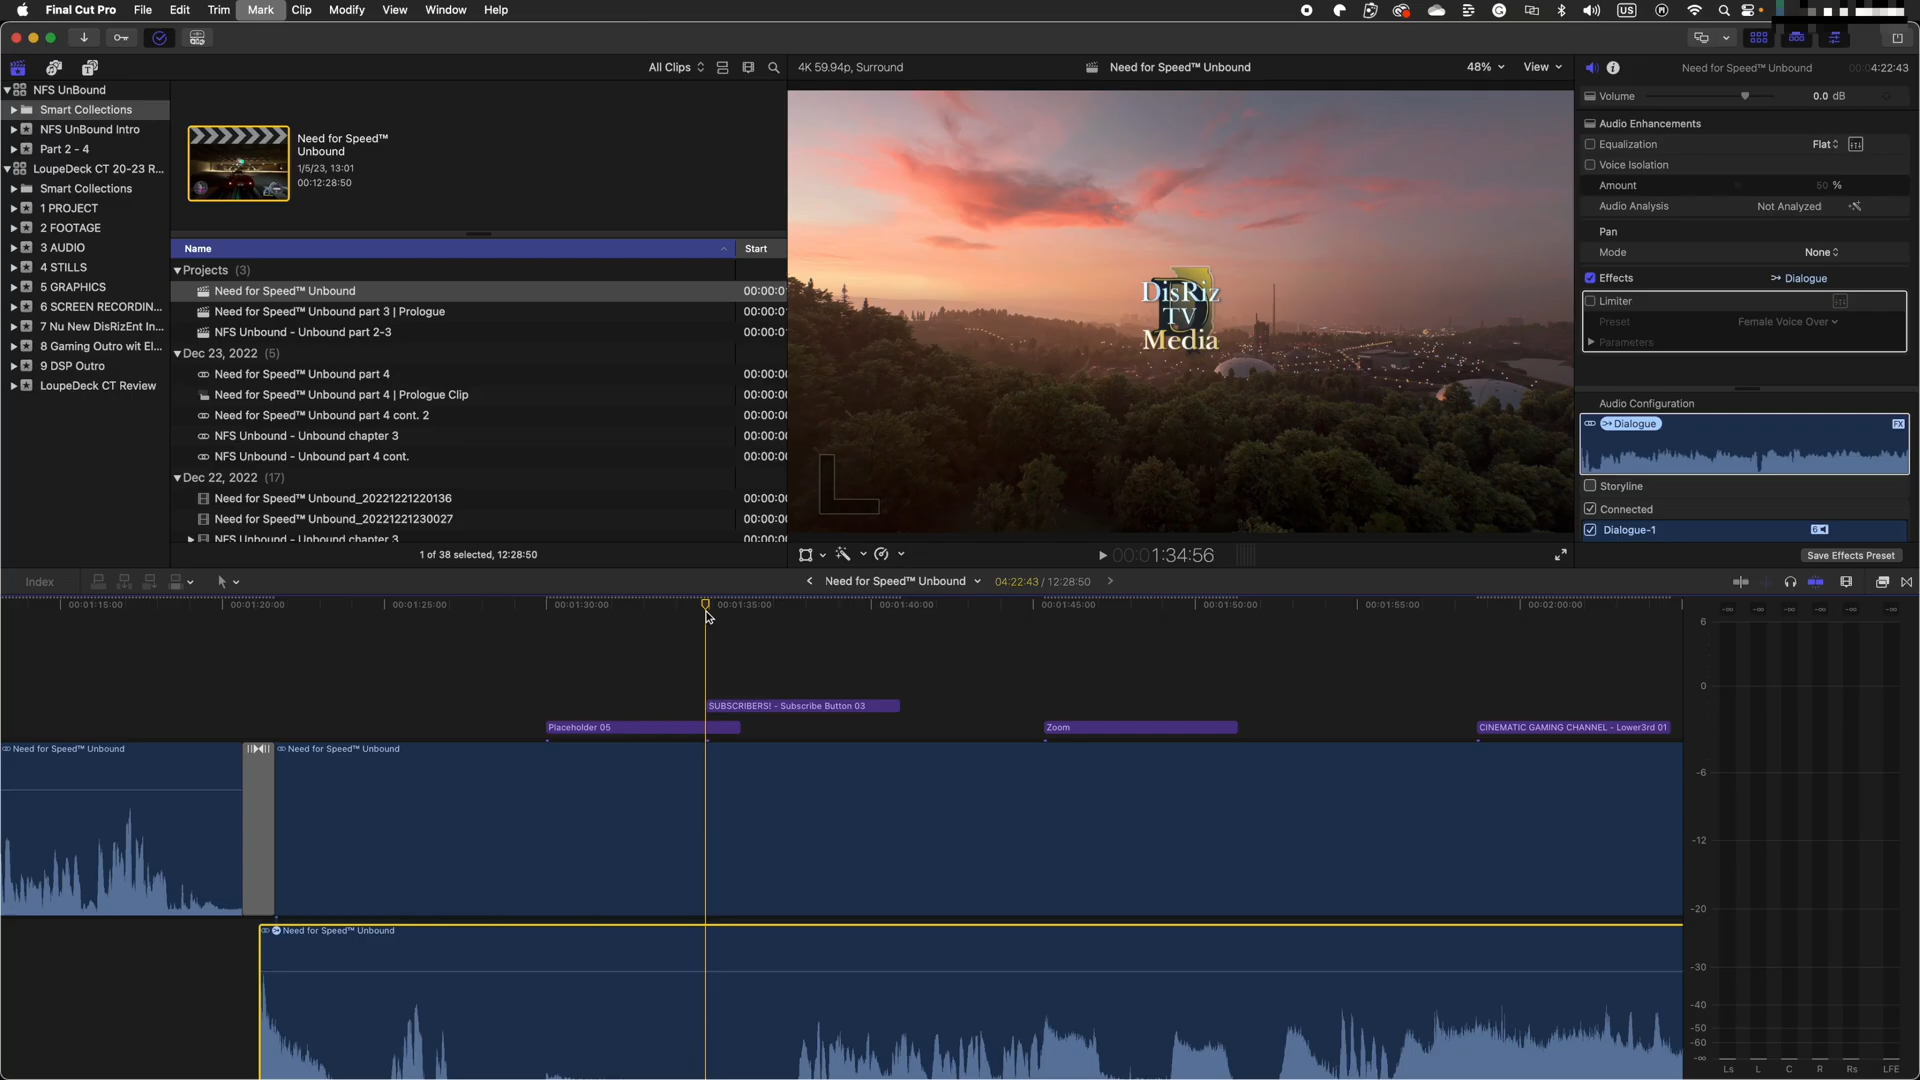 Final Cut Pro File Edit Trim Mark Clip Modify View Window Help US
All Clips
4K 59.94p, Surround
Need for Speed™ Unbound
48%
View
Need for Speed™ Unbound
4:22:43
NFS UnBound
Smart Collections
NFS UnBound Intro
Part 2 - 4
LoupeDeck CT 20-23 R...
Smart Collections
1 PROJECT
2 FOOTAGE
3 AUDIO
4 STILLS
5 GRAPHICS
6 SCREEN RECORDIN...
7 Nu New DisRizEnt In...
8 Gaming Outro wit El...
9 DSP Outro
LoupeDeck CT Review
Need for Speed™
Unbound
1/5/23, 13:01
00:12:28:50
Name Start
Projects (3)
Need for Speed™ Unbound 00:00:0
Need for Speed™ Unbound part 3 | Prologue 00:00:0
NFS Unbound - Unbound part 2-3 00:00:0
Dec 23, 2022 (5)
Need for Speed™ Unbound part 4 00:00:0
Need for Speed™ Unbound part 4 | Prologue Clip 00:00:0
Need for Speed™ Unbound part 4 cont. 2 00:00:0
NFS Unbound - Unbound chapter 3 00:00:0
NFS Unbound - Unbound part 4 cont. 00:00:0
Dec 22, 2022 (17)
Need for Speed™ Unbound_20221221220136 00:00:0
Need for Speed™ Unbound_20221221230027 00:00:0
NFS Unbound - Unbound chapter 3 00:00:0
1 of 38 selected, 12:28:50
DisRiz
TV
Media
00:01:34:56
Volume 0.0 dB
Audio Enhancements
Equalization Flat
Voice Isolation
Amount 50 %
Audio Analysis Not Analyzed
Pan
Mode None
Effects Dialogue
Limiter
Preset Female Voice Over
Parameters
Audio Configuration
Dialogue FX
Storyline
Connected
Dialogue-1 6
Save Effects Preset
Index
Need for Speed™ Unbound 04:22:43 / 12:28:50
00:01:15:00 00:01:20:00 00:01:25:00 00:01:30:00 00:01:35:00 00:01:40:00 00:01:45:00 00:01:50:00 00:01:55:00 00:02:00:00
SUBSCRIBERS! - Subscribe Button 03
Placeholder 05 Zoom CINEMATIC GAMING CHANNEL - Lower3rd 01
Need for Speed™ Unbound Need for Speed™ Unbound
Need for Speed™ Unbound
-∞ -∞ -∞ -∞ -∞ -∞
6
0
-6
-12
-20
-30
-40
-50
-60
-∞
Ls L C R Rs LFE